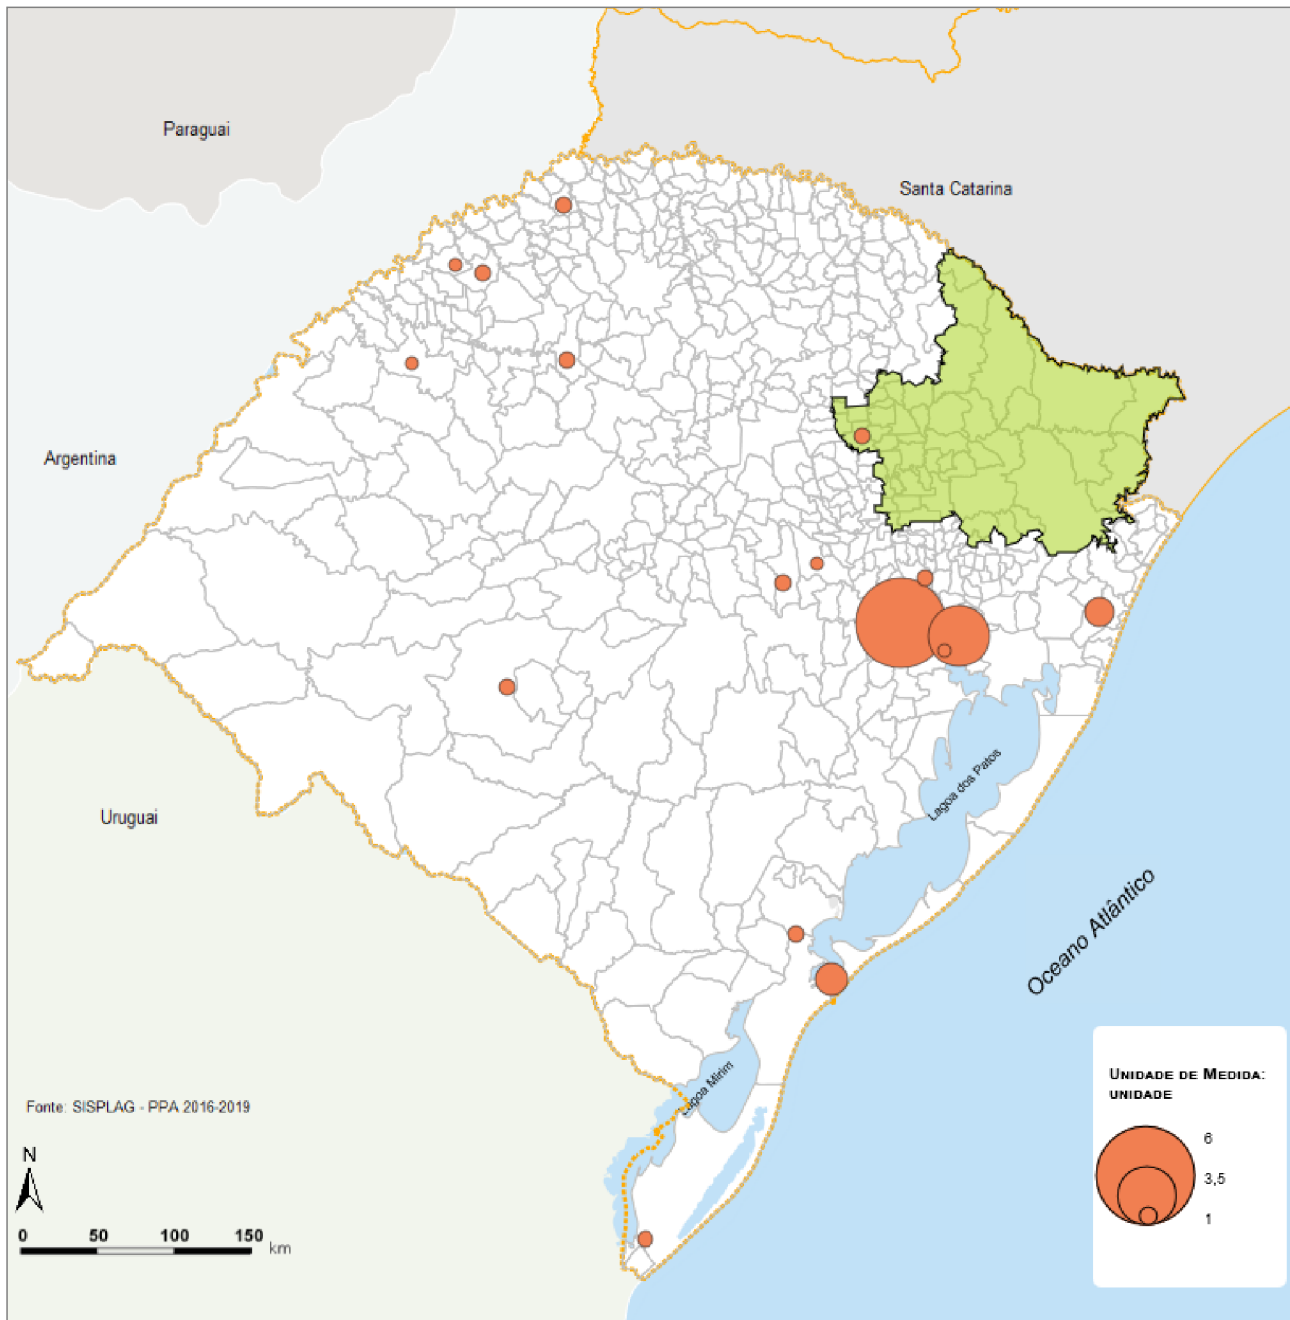 Paraguai
Santa Catarina
Argentina
Uruguai
Lagoa dos Patos
Oceano Atlântico
Lagoa Mirim
Fonte: SISPLAG - PPA 2016-2019
N
0 50 100 150
km
UNIDADE DE MEDIDA:
UNIDADE
6
3,5
1